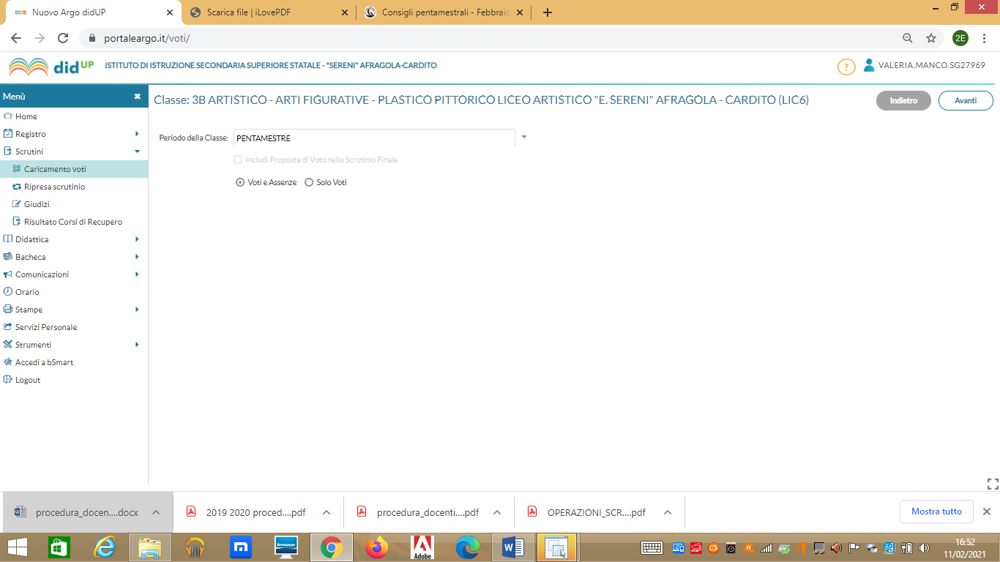 Nuovo Argo didUP
Scarica file | iLovePDF
Consigli pentamestrali - Febbraio
portaleargo.it/voti/
2E
didUP
ISTITUTO DI ISTRUZIONE SECONDARIA SUPERIORE STATALE - "SERENI" AFRAGOLA-CARDITO
?
VALERIA.MANCO.SG27969
Menù
Classe: 3B ARTISTICO - ARTI FIGURATIVE - PLASTICO PITTORICO LICEO ARTISTICO "E. SERENI" AFRAGOLA - CARDITO (LIC6)
Indietro
Avanti
Home
Registro
Scrutini
Caricamento voti
Ripresa scrutinio
Giudizi
Risultato Corsi di Recupero
Didattica
Bacheca
Comunicazioni
Orario
Stampe
Servizi Personale
Strumenti
Accedi a bSmart
Logout
Periodo della Classe: PENTAMESTRE
Includi Proposta di Voto nello Scrutinio Finale
Voti e Assenze
Solo Voti
procedura_docen....docx
2019 2020 proced....pdf
procedura_docenti....pdf
OPERAZIONI_SCR....pdf
Mostra tutto
lenovo
Adobe
16:52
11/02/2021